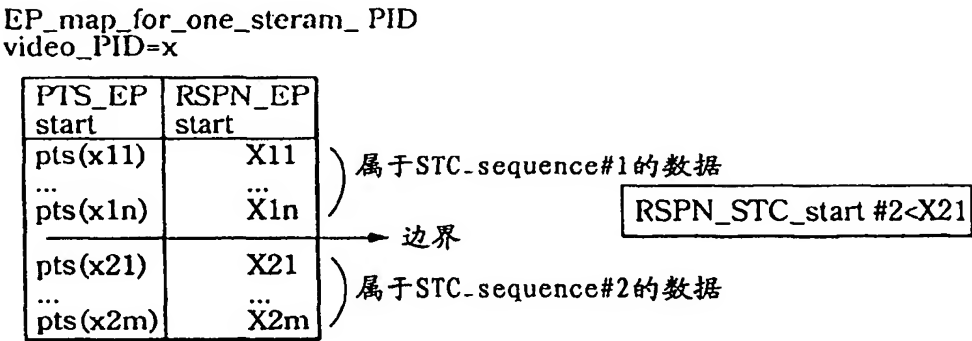 EP_map_for_one_steram_ PID
video_PID=x
PTS_EP RSPN_EP
start start
pts(x11) X11
属于STC_sequence#1的数据
... ...
pts(x1n) X1n
RSPN_STC_start #2<X21
边界
pts(x21) X21
属于STC_sequence#2的数据
... ...
pts(x2m) X2m